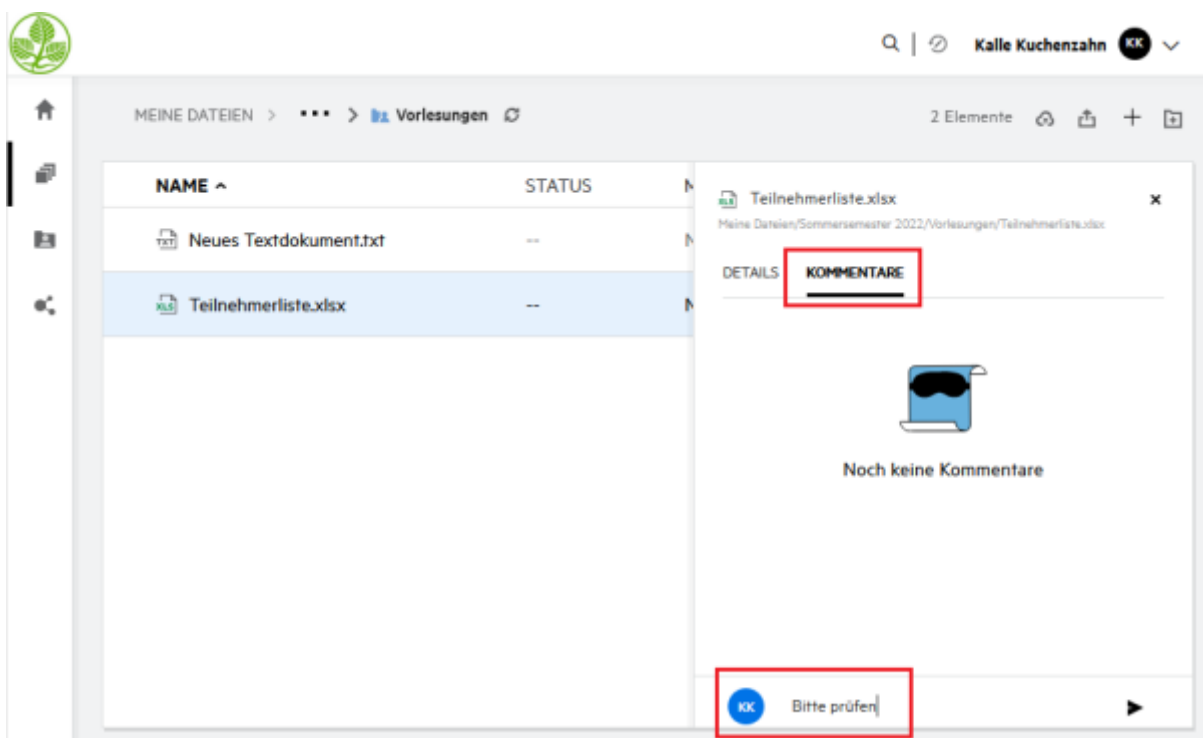 Kalle Kuchenzahn KK
MEINE DATEIEN > ••• > Vorlesungen
2 Elemente
NAME STATUS N
Neues Textdokument.txt -- N
Teilnehmerliste.xlsx -- N
Teilnehmerliste.xlsx
Meine Dateien/Sommersemester 2022/Vorlesungen/Teilnehmerliste.xlsx
DETAILS KOMMENTARE
Noch keine Kommentare
KK Bitte prüfen